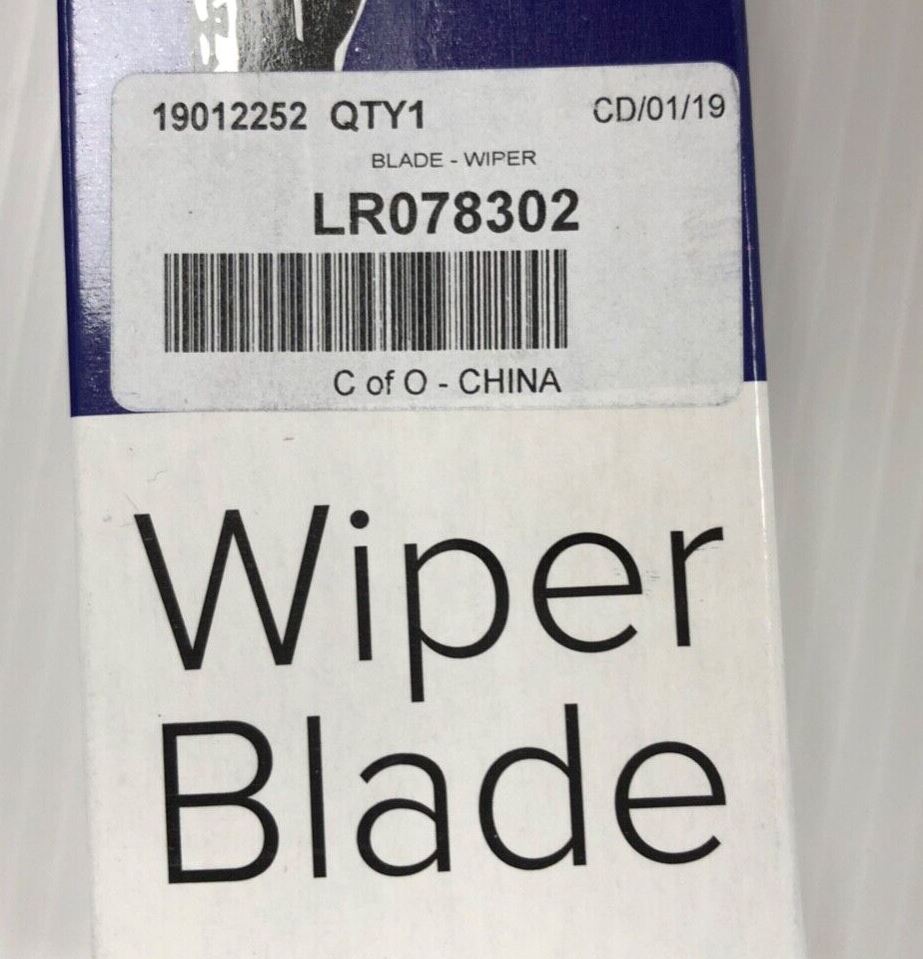 19012252 QTY1 CD/01/19
BLADE - WIPER
LR078302
C of O - CHINA
Wiper
Blade